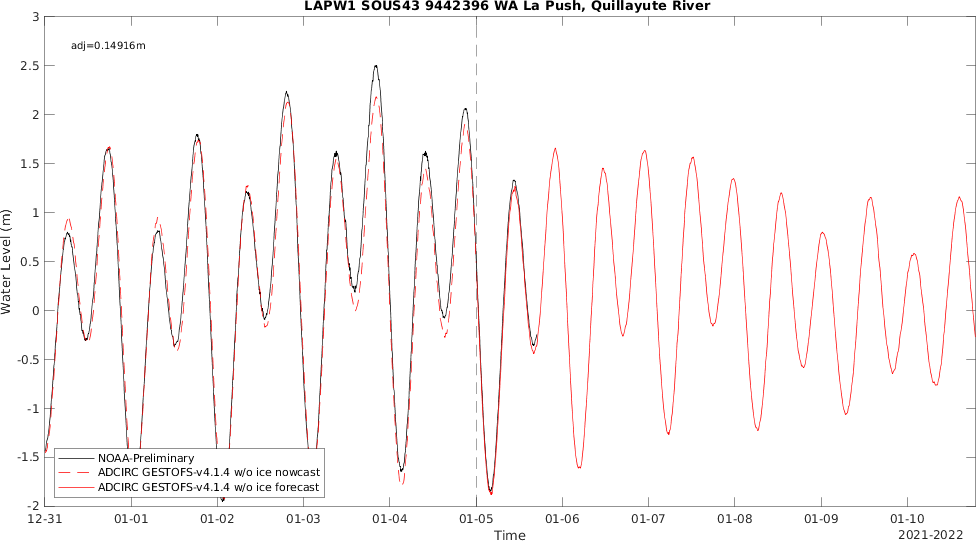 LAPW1 SOUS43 9442396 WA La Push, Quillayute River
adj=0.14916m
3
2.5
2
1.5
1
0.5
0
-0.5
-1
-1.5
-2
Water Level (m)
NOAA-Preliminary
ADCIRC GESTOFS-v4.1.4 w/o ice nowcast
ADCIRC GESTOFS-v4.1.4 w/o ice forecast
12-31 01-01 01-02 01-03 01-04 01-05 01-06 01-07 01-08 01-09 01-10
Time
2021-2022